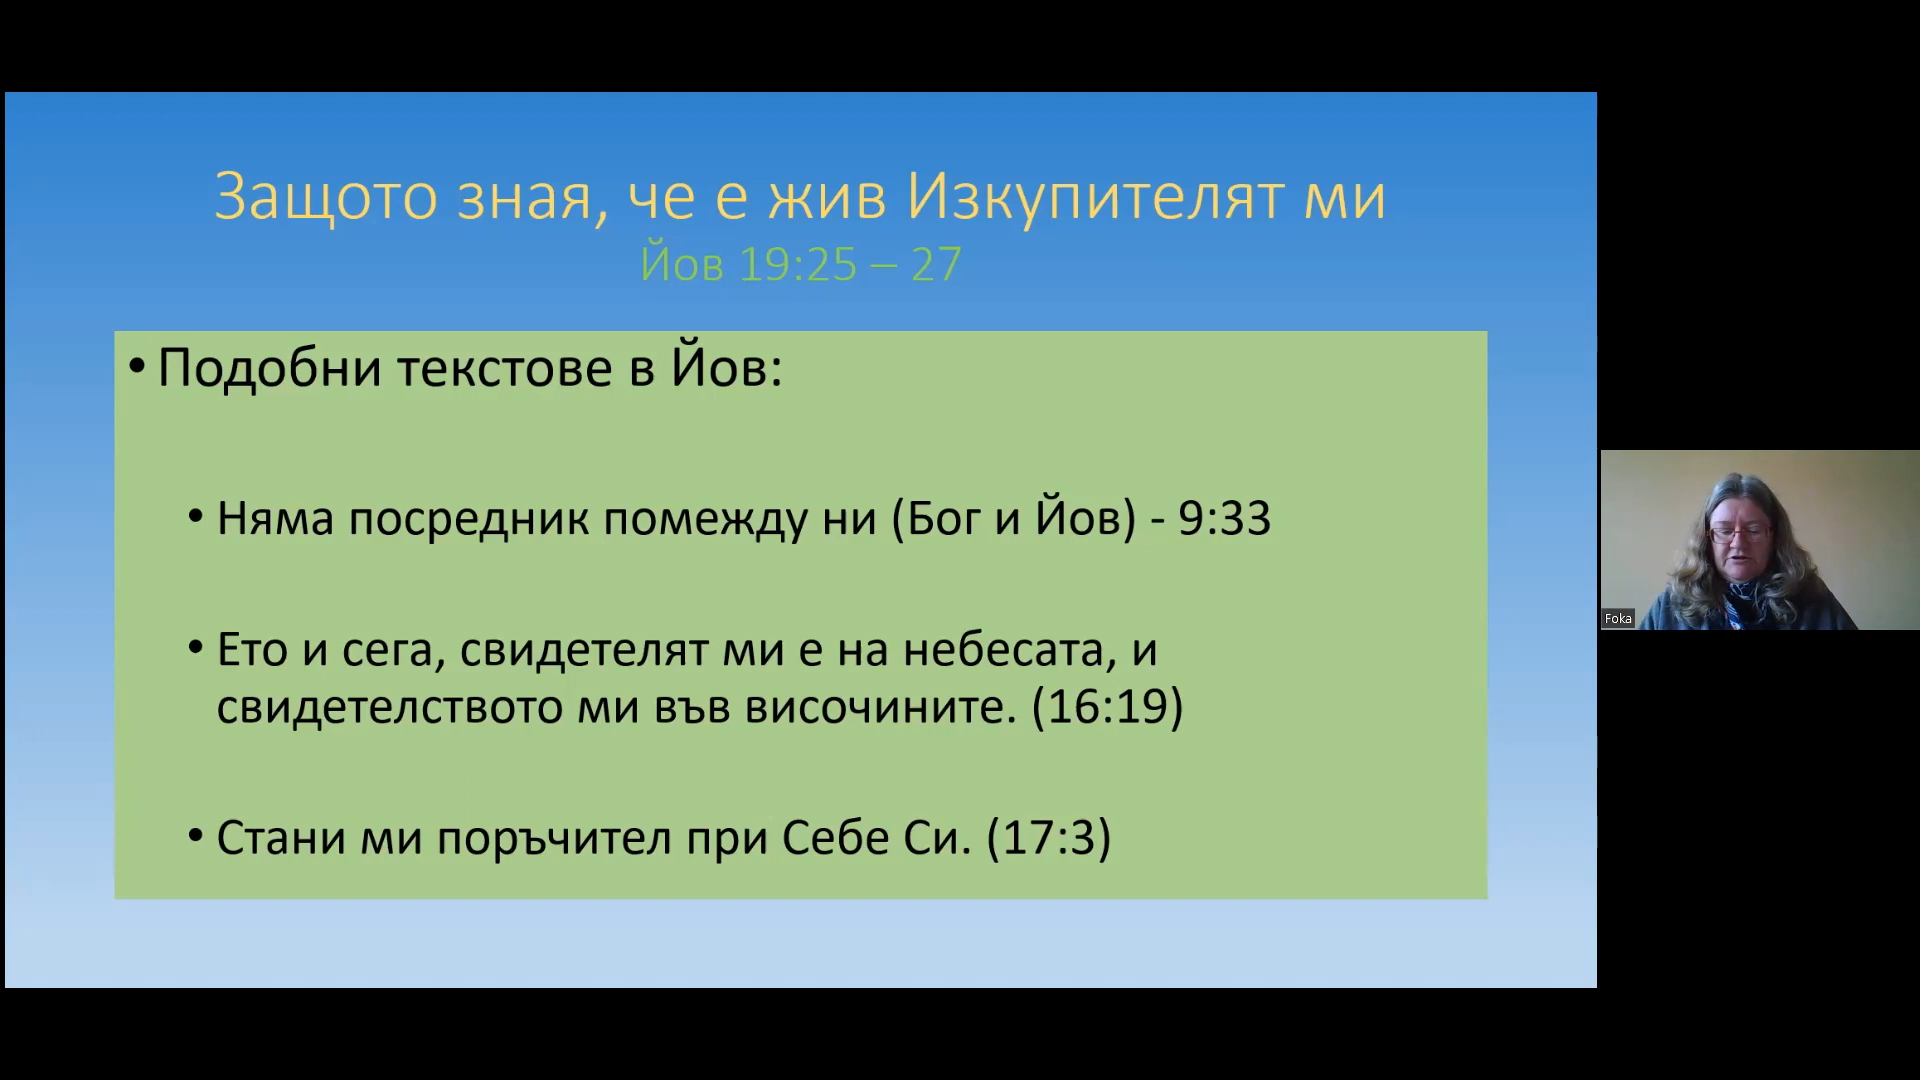 Защото зная, че е жив Изкупителят ми
Йов 19:25 – 27
• Подобни текстове в Йов:
• Няма посредник помежду ни (Бог и Йов) - 9:33
• Ето и сега, свидетелят ми е на небесата, и
свидетелството ми във височините. (16:19)
• Стани ми поръчител при Себе Си. (17:3)
Foka